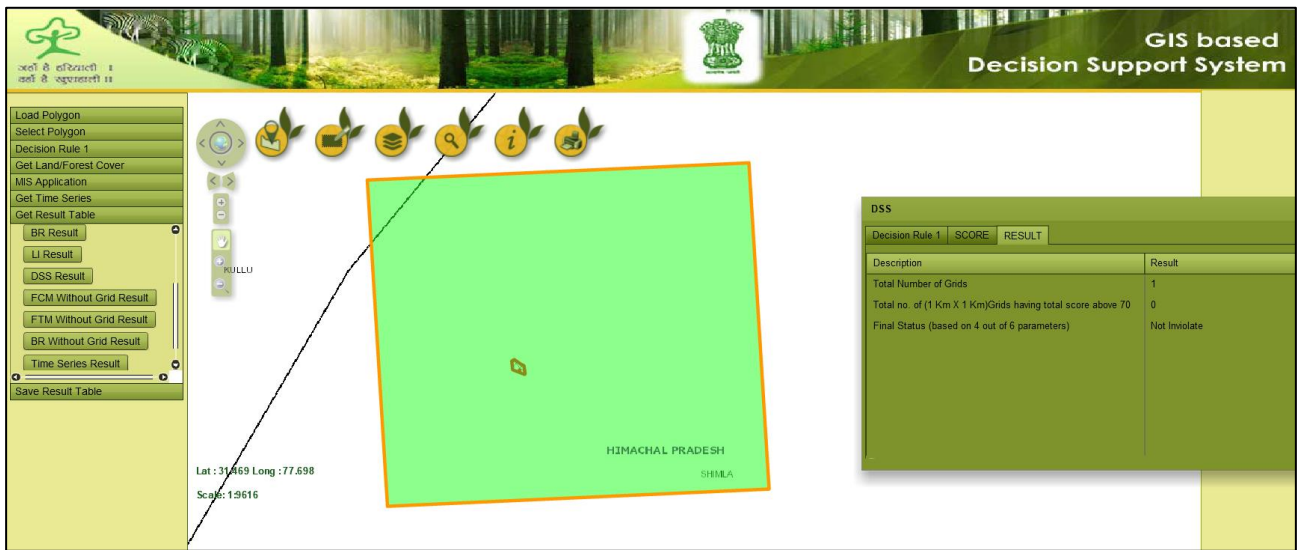 जहाँ है हरियाली ।
वहाँ है खुशहाली ॥
GIS based
Decision Support System
Load Polygon
Select Polygon
Decision Rule 1
Get Land/Forest Cover
MIS Application
Get Time Series
Get Result Table
BR Result
LI Result
DSS Result
FCM Without Grid Result
FTM Without Grid Result
BR Without Grid Result
Time Series Result
Save Result Table
KULLU
HIMACHAL PRADESH
SHIMLA
Lat : 31.469 Long : 77.698
Scale: 1:9616
DSS
Decision Rule 1 SCORE RESULT
Description Result
Total Number of Grids 1
Total no. of (1 Km X 1 Km)Grids having total score above 70 0
Final Status (based on 4 out of 6 parameters) Not Inviolate